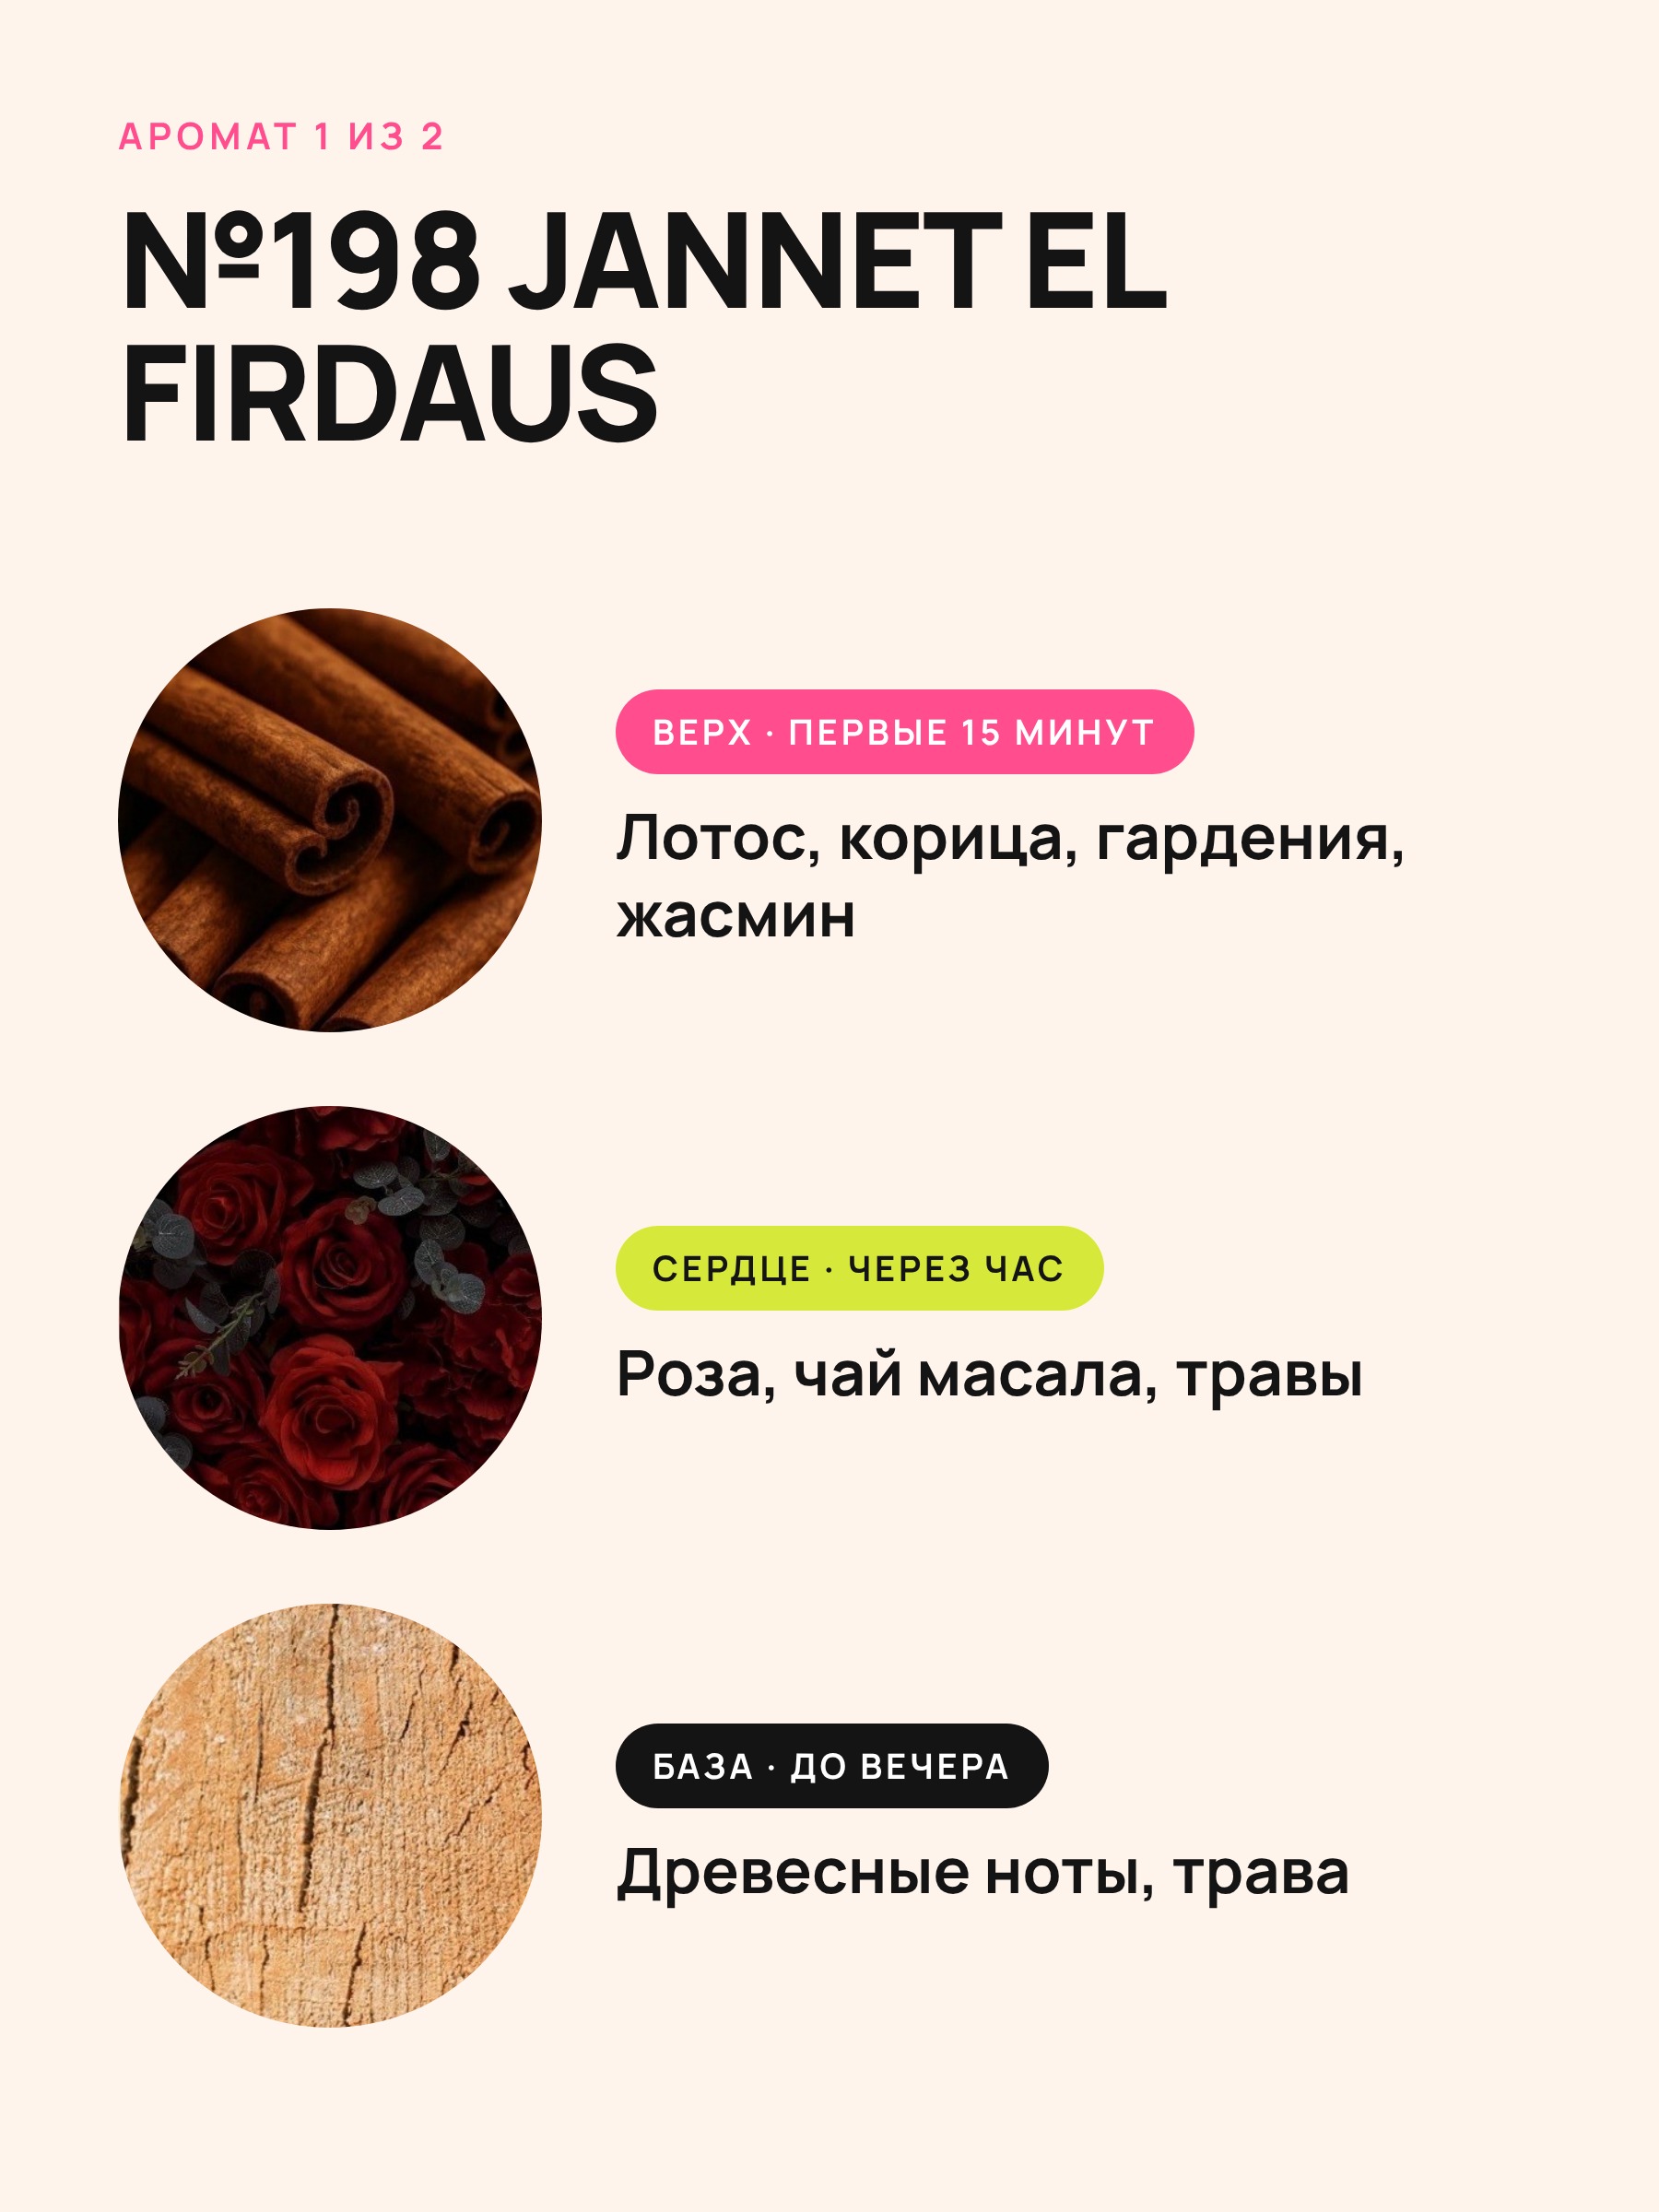 АРОМАТ 1 ИЗ 2
№198 JANNET EL
FIRDAUS
ВЕРХ · ПЕРВЫЕ 15 МИНУТ
Лотос, корица, гардения,
жасмин
СЕРДЦЕ · ЧЕРЕЗ ЧАС
Роза, чай масала, травы
БАЗА · ДО ВЕЧЕРА
Древесные ноты, трава